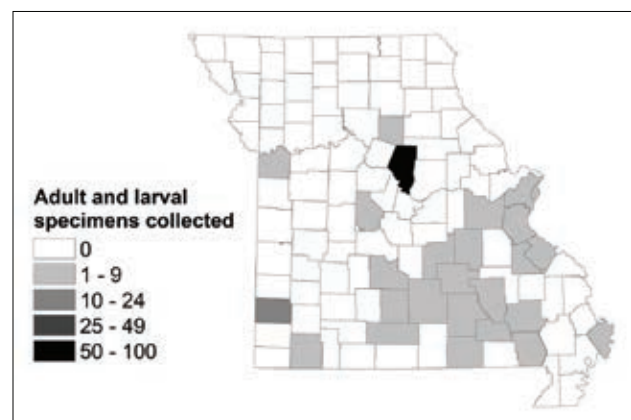 Adult and larval
specimens collected
0
1 - 9
10 - 24
25 - 49
50 - 100